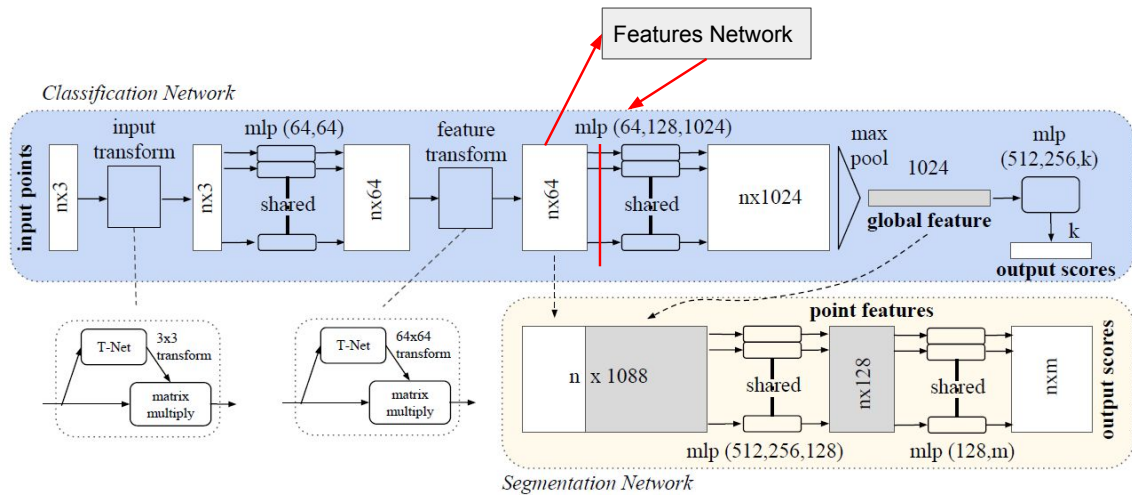 Features Network
Classification Network
input points
nx3
input
transform
nx3
mlp (64,64)
shared
nx64
feature
transform
nx64
mlp (64,128,1024)
shared
nx1024
max
pool
1024
global feature
mlp
(512,256,k)
k
output scores
T-Net
3x3
transform
matrix
multiply
T-Net
64x64
transform
matrix
multiply
point features
n x 1088
shared
mlp (512,256,128)
nx128
shared
mlp (128,m)
nxm
output scores
Segmentation Network